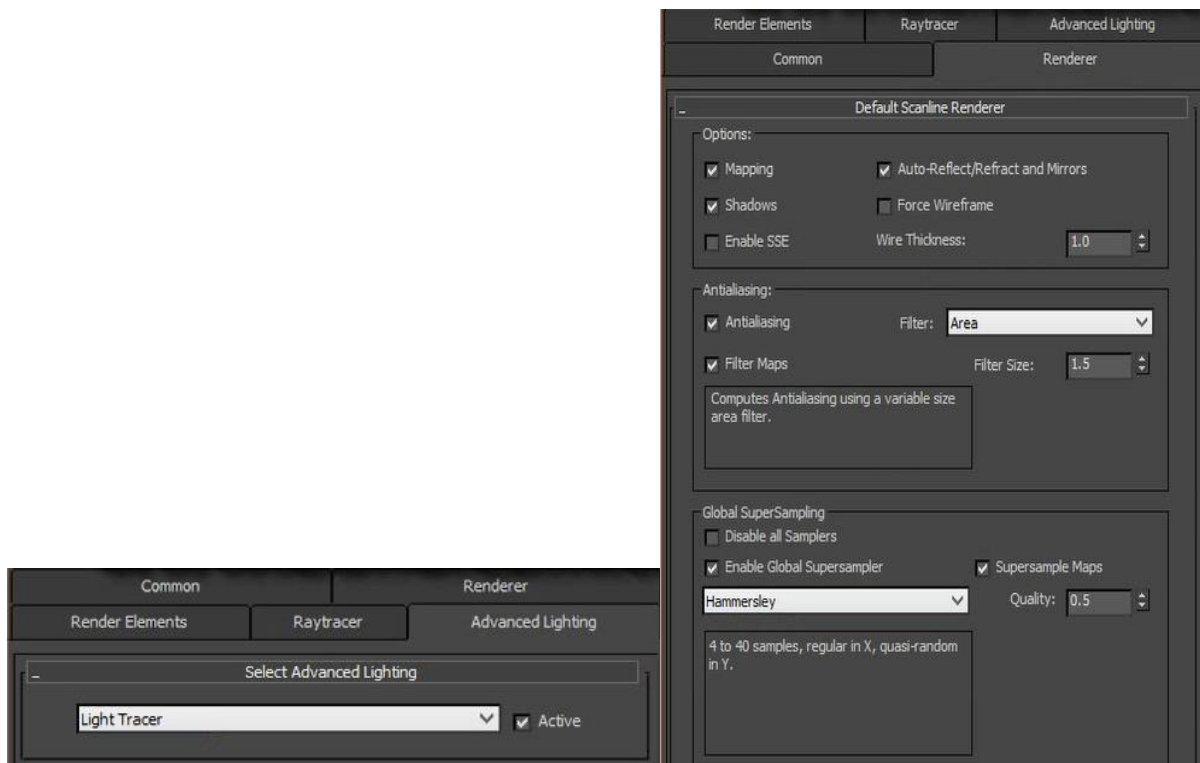 Common Renderer
Render Elements Raytracer Advanced Lighting
Select Advanced Lighting
Light Tracer Active
Render Elements Raytracer Advanced Lighting
Common Renderer
Default Scanline Renderer
Options:
Mapping Auto-Reflect/Refract and Mirrors
Shadows Force Wireframe
Enable SSE Wire Thickness: 1.0
Antialiasing:
Antialiasing Filter: Area
Filter Maps Filter Size: 1.5
Computes Antialiasing using a variable size
area filter.
Global SuperSampling
Disable all Samplers
Enable Global Supersampler Supersample Maps
Hammersley Quality: 0.5
4 to 40 samples, regular in X, quasi-random
in Y.